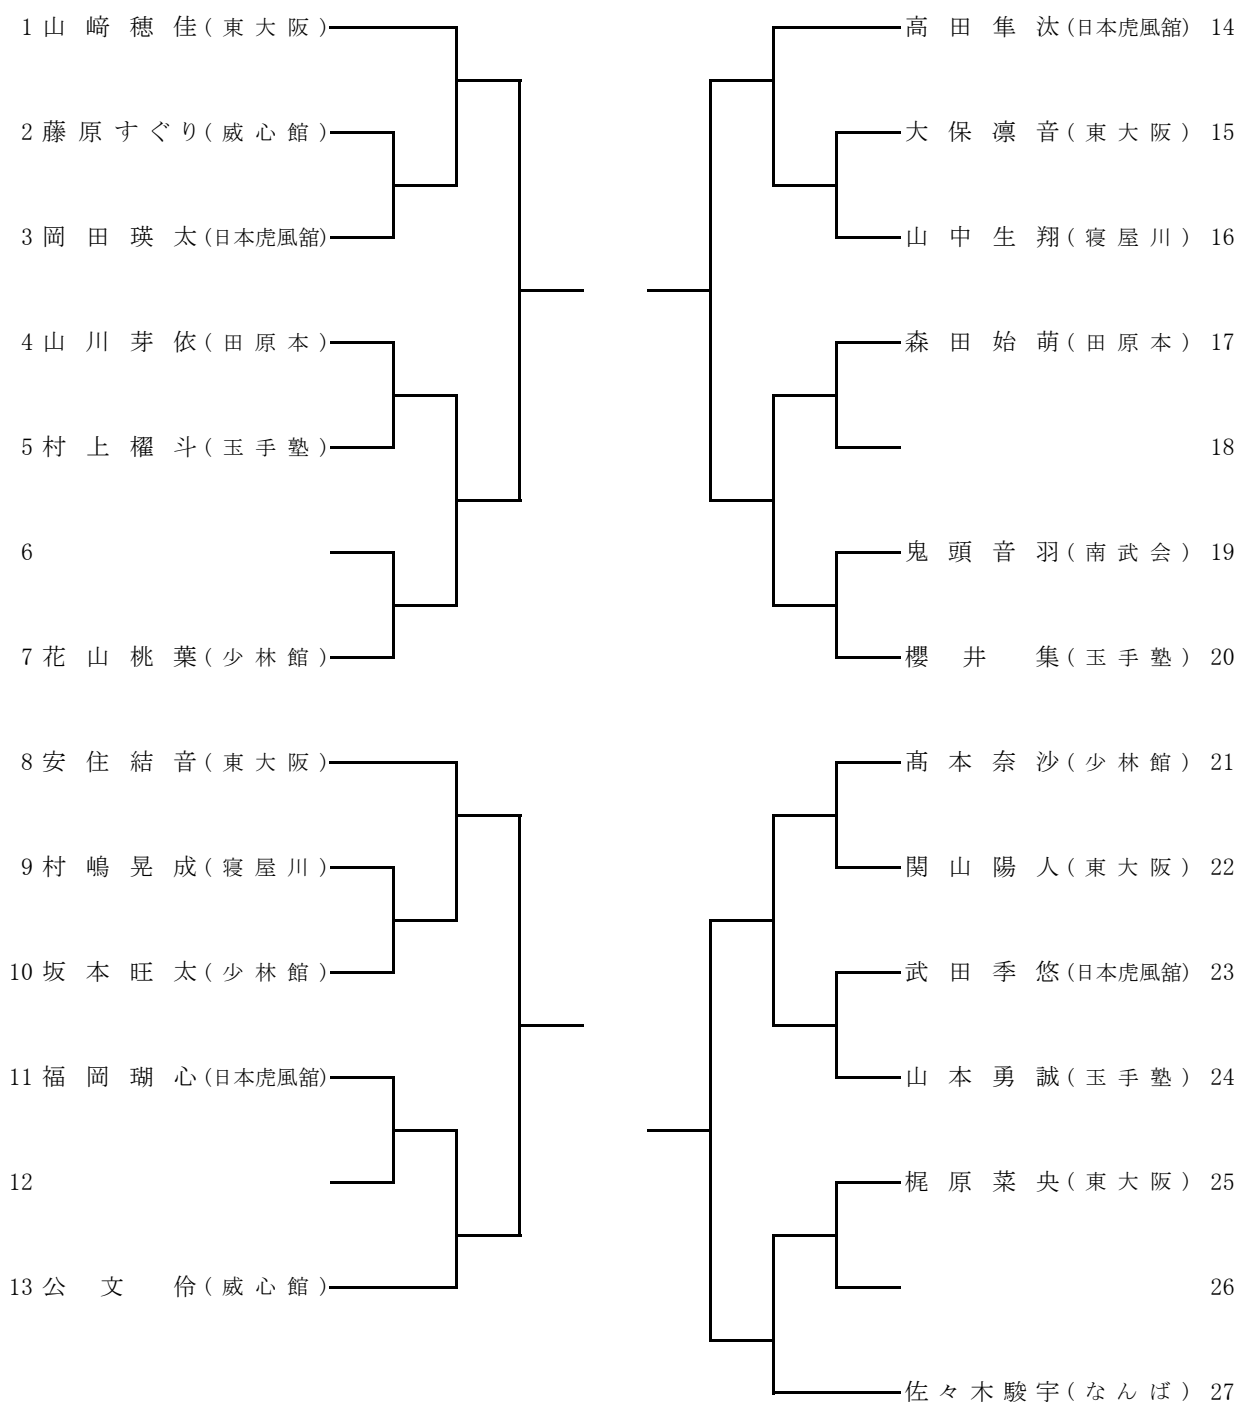 1 山﨑穂佳(東大阪)
2 藤原すぐり(威心館)
3 岡田瑛太(日本虎風舘)
4 山川芽依(田原本)
5 村上櫂斗(玉手塾)
6
7 花山桃葉(少林館)
8 安住結音(東大阪)
9 村嶋晃成(寝屋川)
10 坂本旺太(少林館)
11 福岡瑚心(日本虎風舘)
12
13 公文伶(威心館)
高田隼汰(日本虎風舘) 14
大保凛音(東大阪) 15
山中生翔(寝屋川) 16
森田始萌(田原本) 17
18
鬼頭音羽(南武会) 19
櫻井集(玉手塾) 20
髙本奈沙(少林館) 21
関山陽人(東大阪) 22
武田季悠(日本虎風舘) 23
山本勇誠(玉手塾) 24
梶原菜央(東大阪) 25
26
佐々木駿宇(なんば) 27